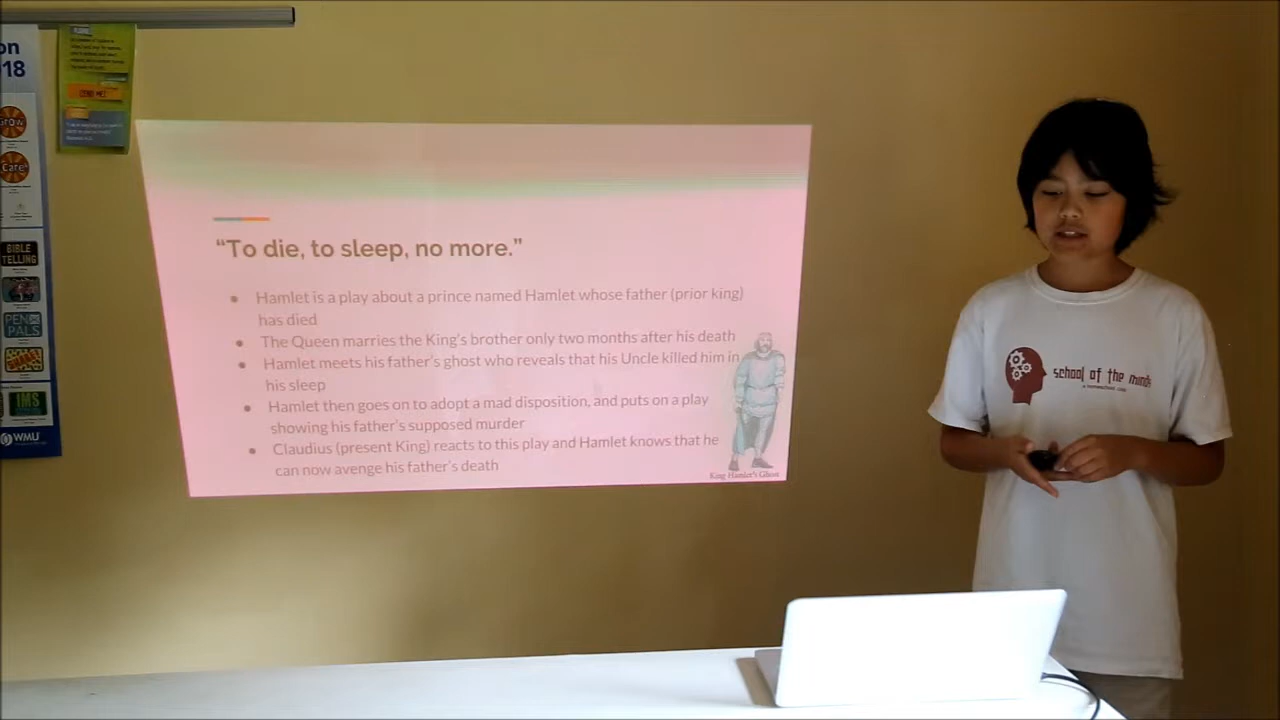 on
18
Grow
Care
BIBLE
TELLING
PEN
PALS
IMS
WMU
“To die, to sleep, no more.”
● Hamlet is a play about a prince named Hamlet whose father (prior king)
has died
● The Queen marries the King's brother only two months after his death
● Hamlet meets his father's ghost who reveals that his Uncle killed him in
his sleep
● Hamlet then goes on to adopt a mad disposition, and puts on a play
showing his father's supposed murder
● Claudius (present King) reacts to this play and Hamlet knows that he
can now avenge his father's death
King Hamlet's Ghost
school of the minds